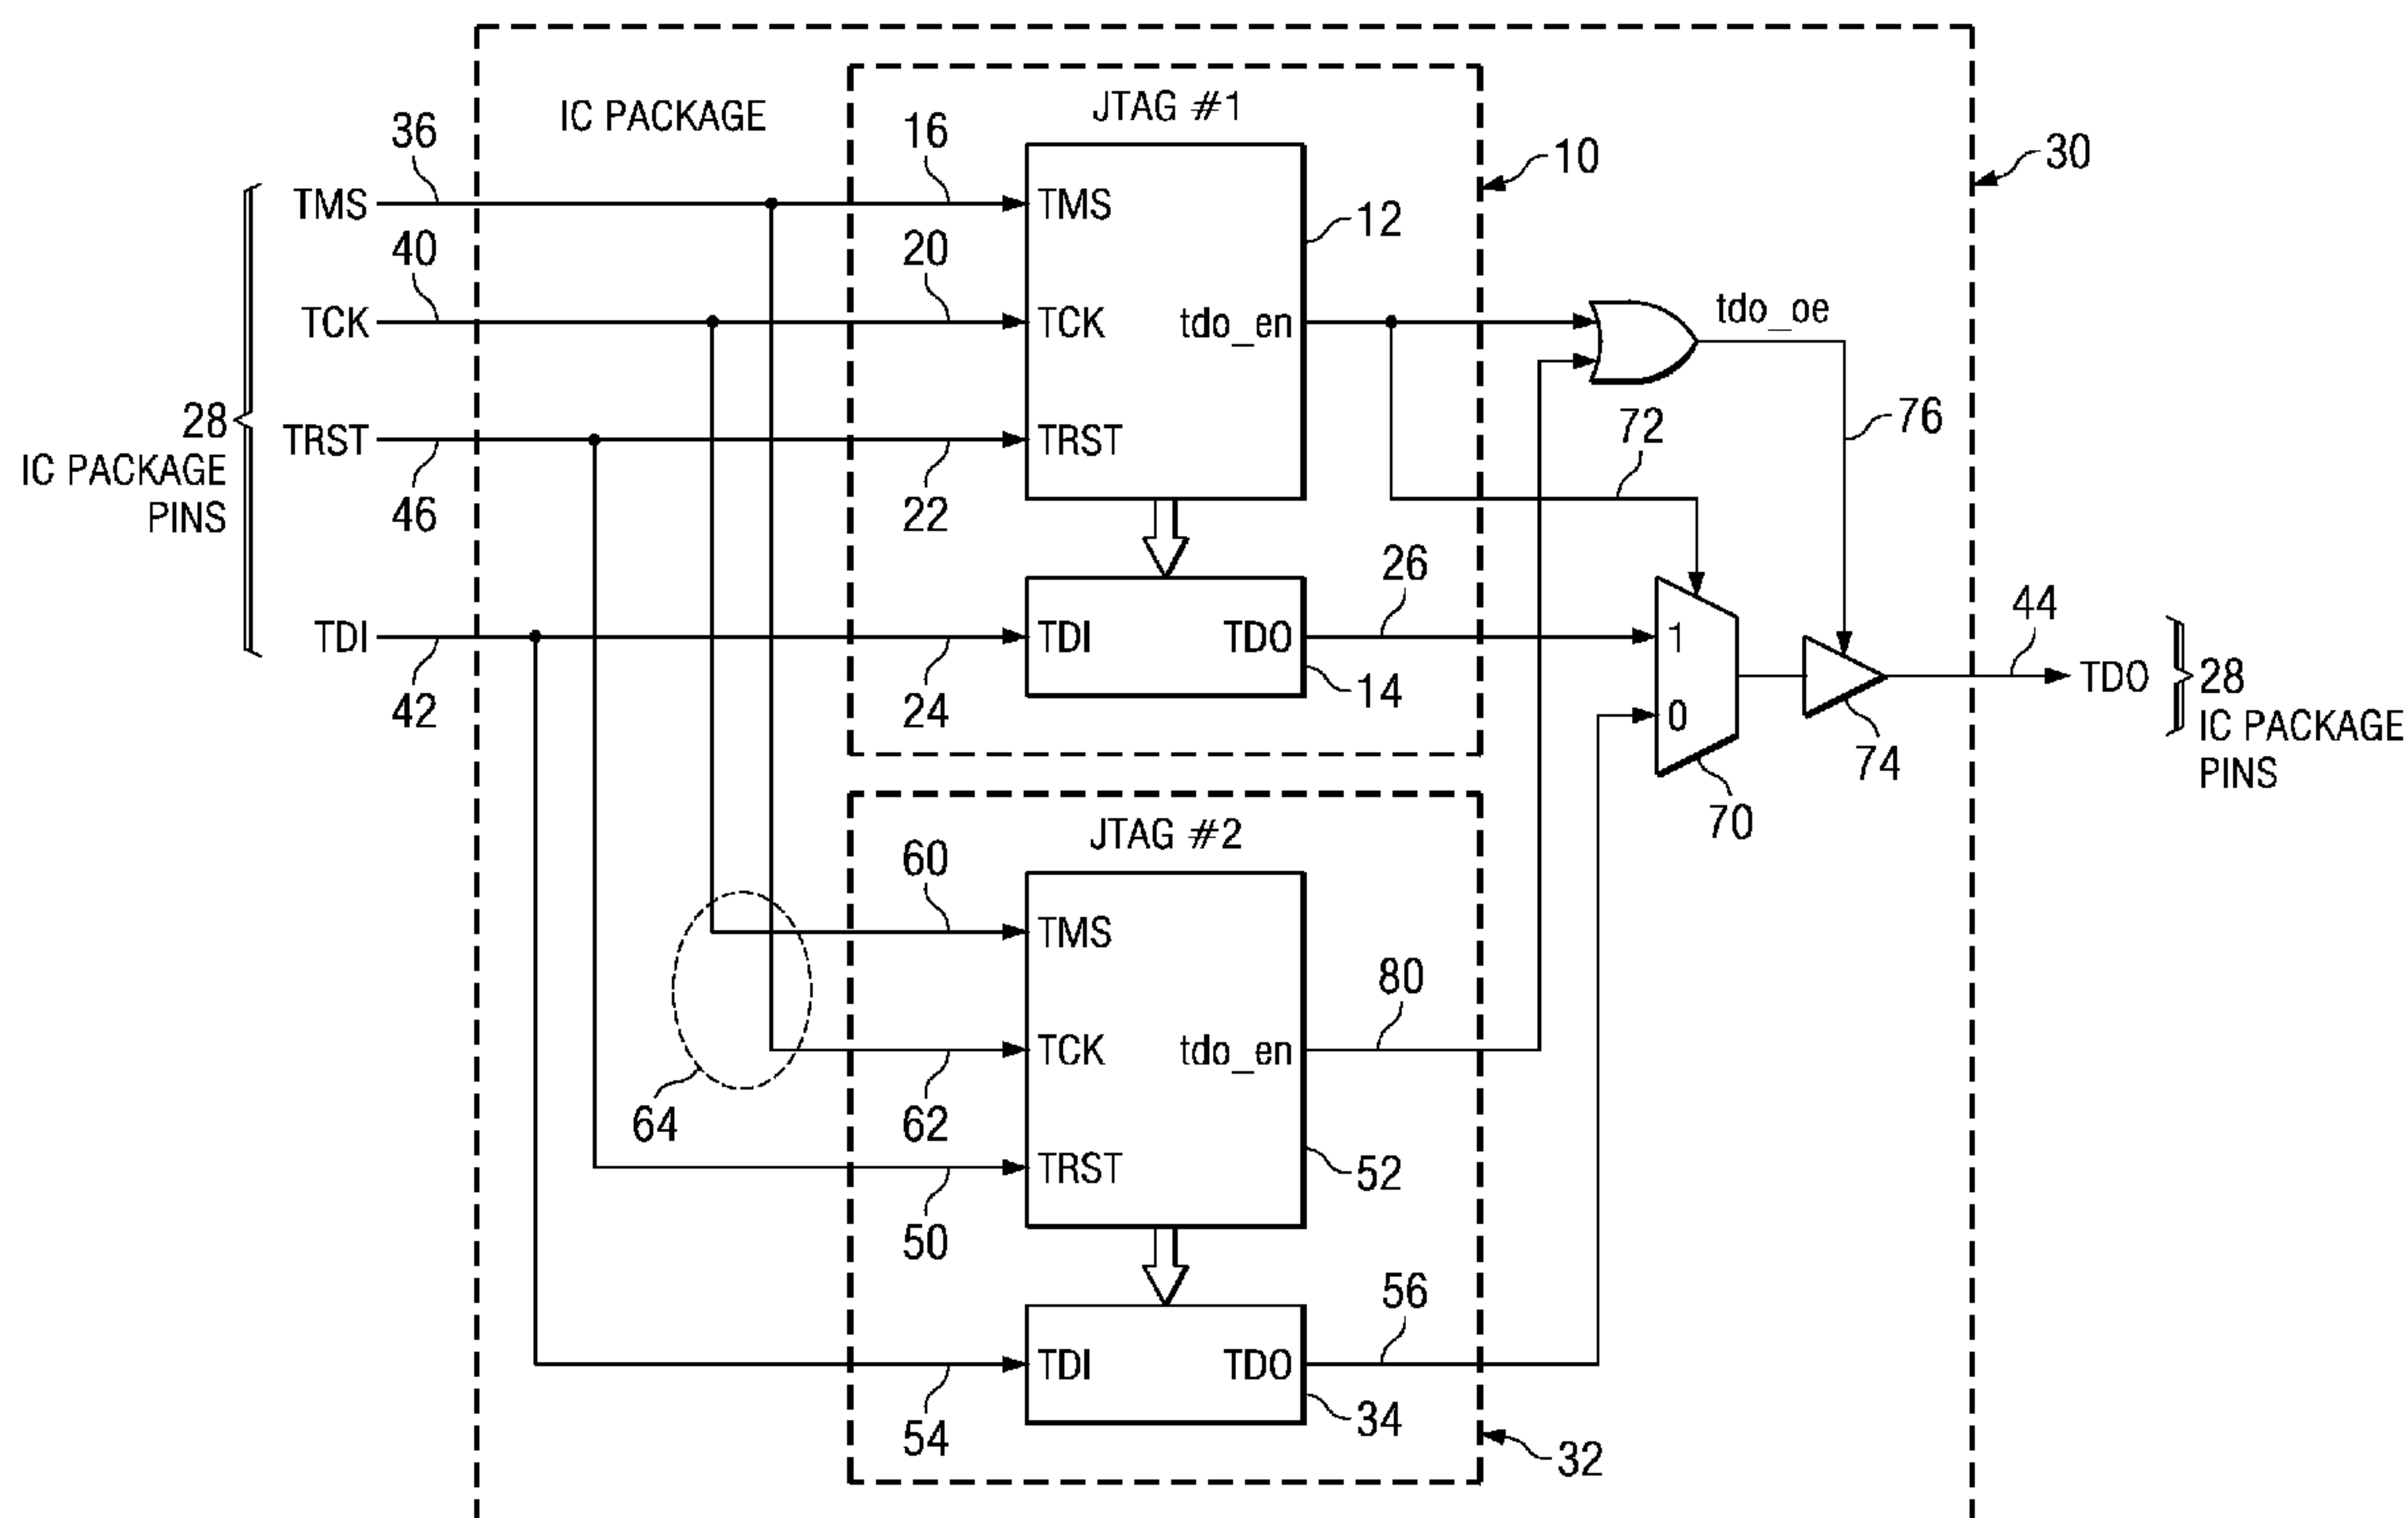 IC PACKAGE
JTAG #1
36
16
10
30
TMS
TMS
12
40
20
TCK
TCK
tdo_en
tdo_oe
28
IC PACKAGE
PINS
TRST
TRST
72
76
46
22
26
44
TDI
TDI
TDO
1
TDO
28
IC PACKAGE
PINS
42
24
14
0
74
70
JTAG #2
60
TMS
80
TCK
tdo_en
64
62
TRST
52
50
56
TDI
TDO
34
54
32